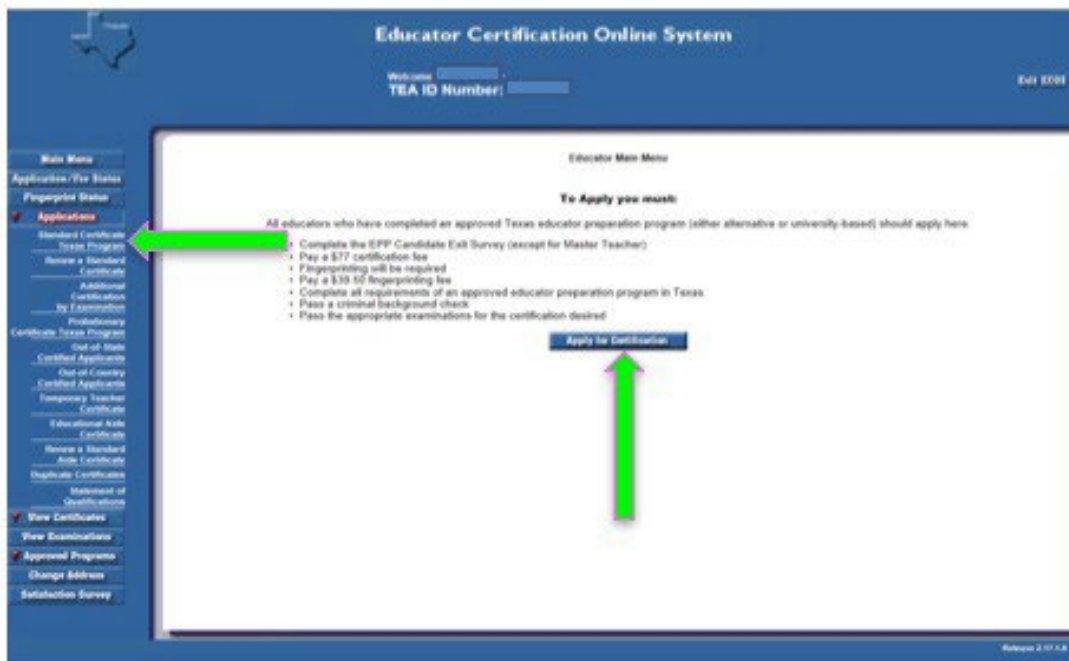 Educator Certification Online System
Welcome
TEA ID Number:
Exit ECOS
Main Menu
Application/Fee Status
Fingerprint Status
Applications
Standard Certificate
Texas Program
Renew a Standard
Certificate
Additional
Certification
by Examination
Probationary
Certificate Texas Program
Out-of-State
Certified Applicants
Out-of-Country
Certified Applicants
Temporary Teacher
Certificate
Educational Aide
Certificate
Renew a Standard
Aide Certificate
Duplicate Certificates
Statement of
Qualifications
View Certificates
View Examinations
Approved Programs
Change Address
Satisfaction Survey
Educator Main Menu
To Apply you must:
All educators who have completed an approved Texas educator preparation program (either alternative or university-based) should apply here.
• Complete the EPP Candidate Exit Survey (except for Master Teacher)
• Pay a $77 certification fee
• Fingerprinting will be required
• Pay a $39.50 fingerprinting fee
• Complete all requirements of an approved educator preparation program in Texas
• Pass a criminal background check
• Pass the appropriate examinations for the certification desired
Apply for Certification